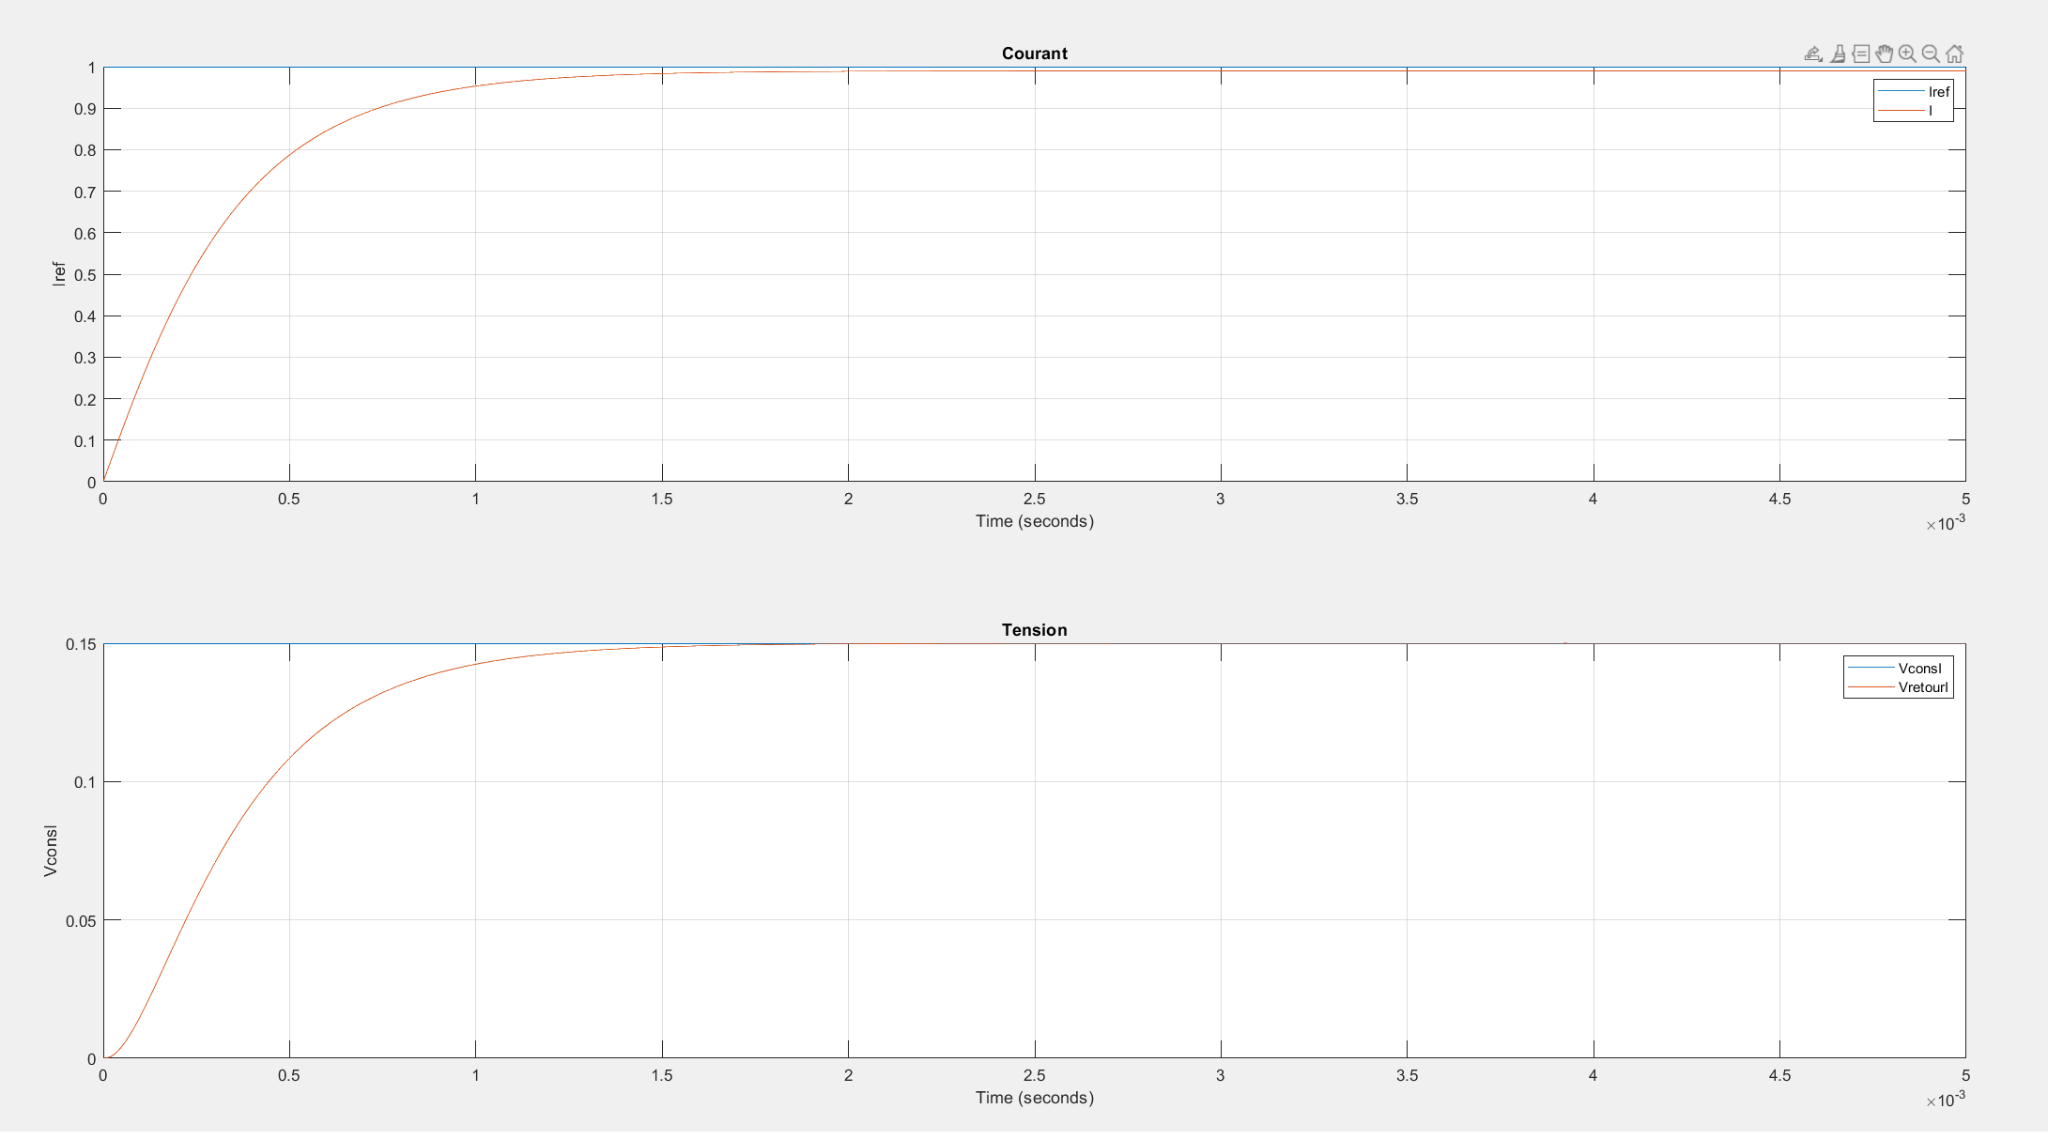 Courant
1
0.9
0.8
0.7
0.6
0.5
0.4
0.3
0.2
0.1
0
Iref
Iref
I
0 0.5 1 1.5 2 2.5 3 3.5 4 4.5 5
Time (seconds)
×10-3
Tension
0.15
0.1
0.05
0
VconsI
VconsI
VretourI
0 0.5 1 1.5 2 2.5 3 3.5 4 4.5 5
Time (seconds)
×10-3